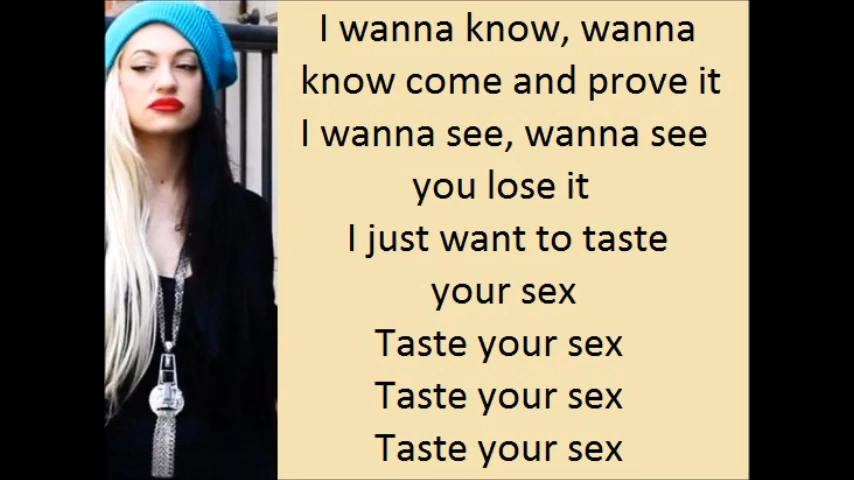 I wanna know, wanna
know come and prove it
I wanna see, wanna see
you lose it
I just want to taste
your sex
Taste your sex
Taste your sex
Taste your sex